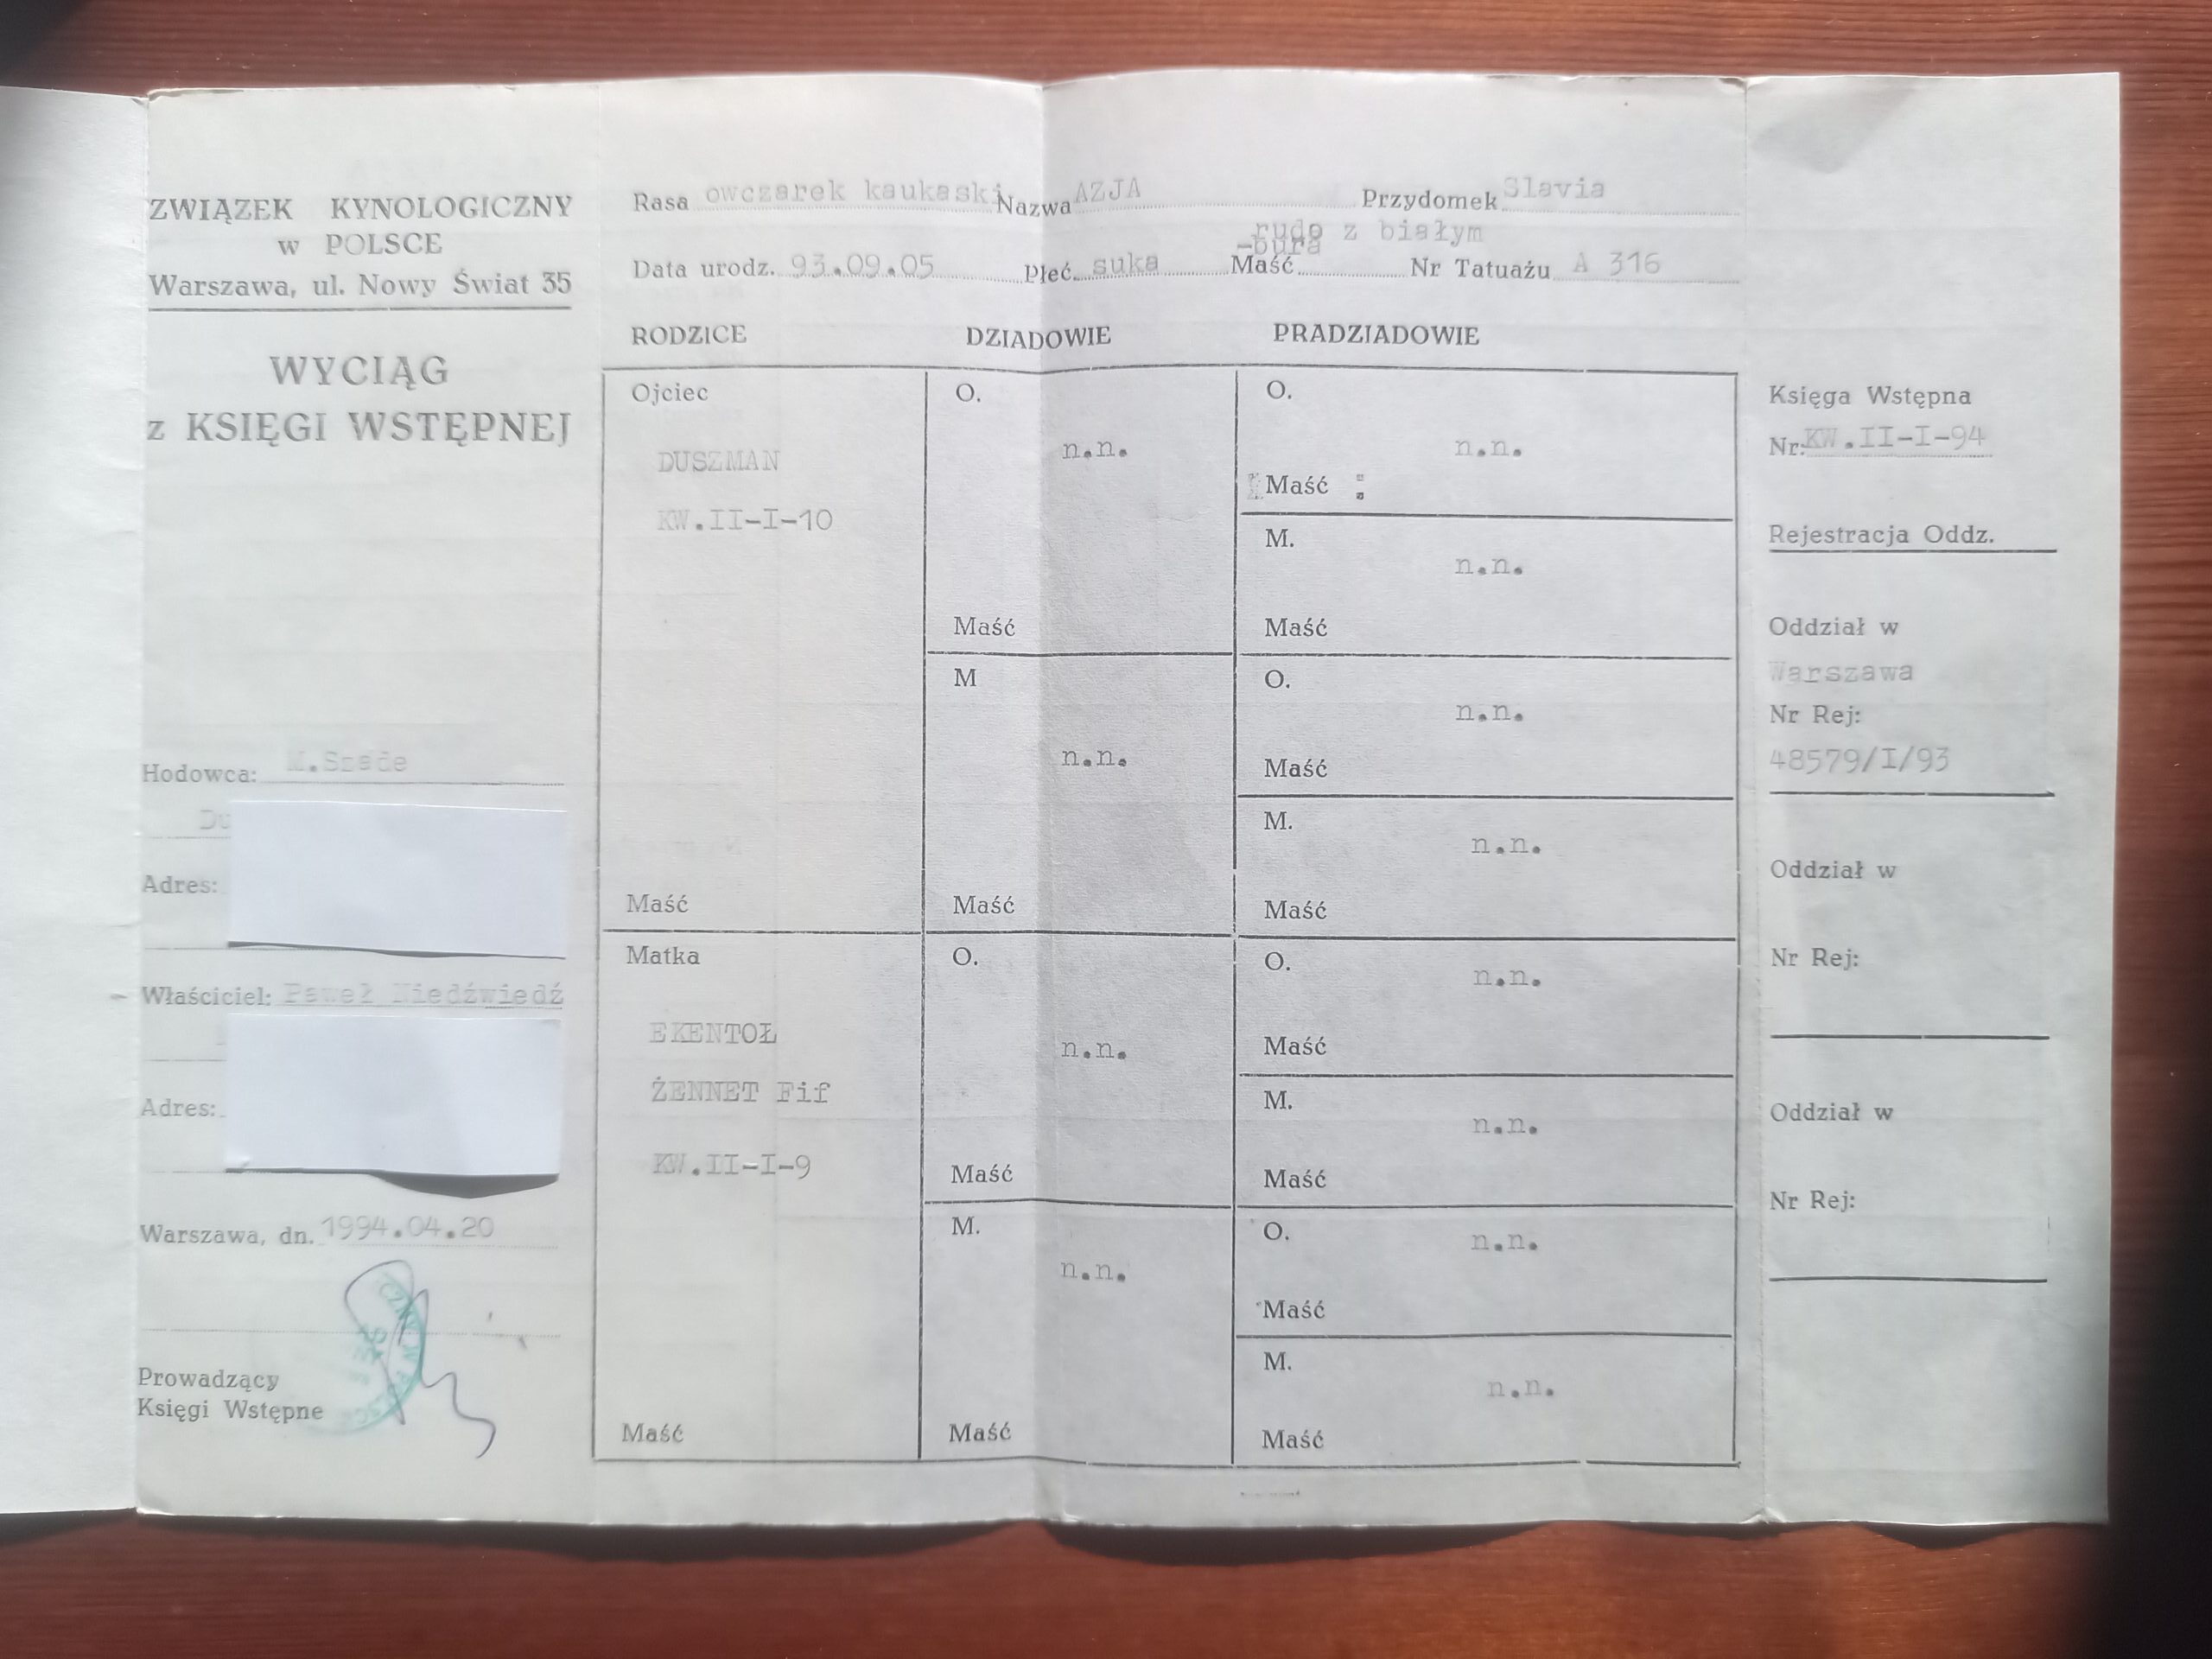 ZWIĄZEK KYNOLOGICZNY
w POLSCE
Warszawa, ul. Nowy Świat 35
WYCIĄG
z KSIĘGI WSTĘPNEJ
Hodowca: M.
Adres:
Właściciel: Paweł Niedźwiedź
Adres:
Warszawa, dn. 1994.04.20
Prowadzący
Księgi Wstępne
Rasa owczarek kaukaski Nazwa AZJA Przydomek Slavia
rudo z białym
-bura
Data urodz. 93.09.05 Płeć suka Maść Nr Tatuażu A 316
RODZICE DZIADOWIE PRADZIADOWIE
Ojciec
DUSZMAN
KW.II-I-10
Maść
Matka
EKENTOŁ
ŻENNET Fif
KW.II-I-9
Maść
O.
n.n.
Maść
M
n.n.
Maść
O.
n.n.
Maść
M.
n.n.
Maść
O.
n.n.
Maść :
M.
n.n.
Maść
O.
n.n.
Maść
M.
n.n.
Maść
O.
n.n.
Maść
M.
n.n.
Maść
O.
n.n.
Maść
M.
n.n.
Maść
Księga Wstępna
Nr: KW.II-I-94
Rejestracja Oddz.
Oddział w
Warszawa
Nr Rej:
48579/I/93
Oddział w
Nr Rej:
Oddział w
Nr Rej: